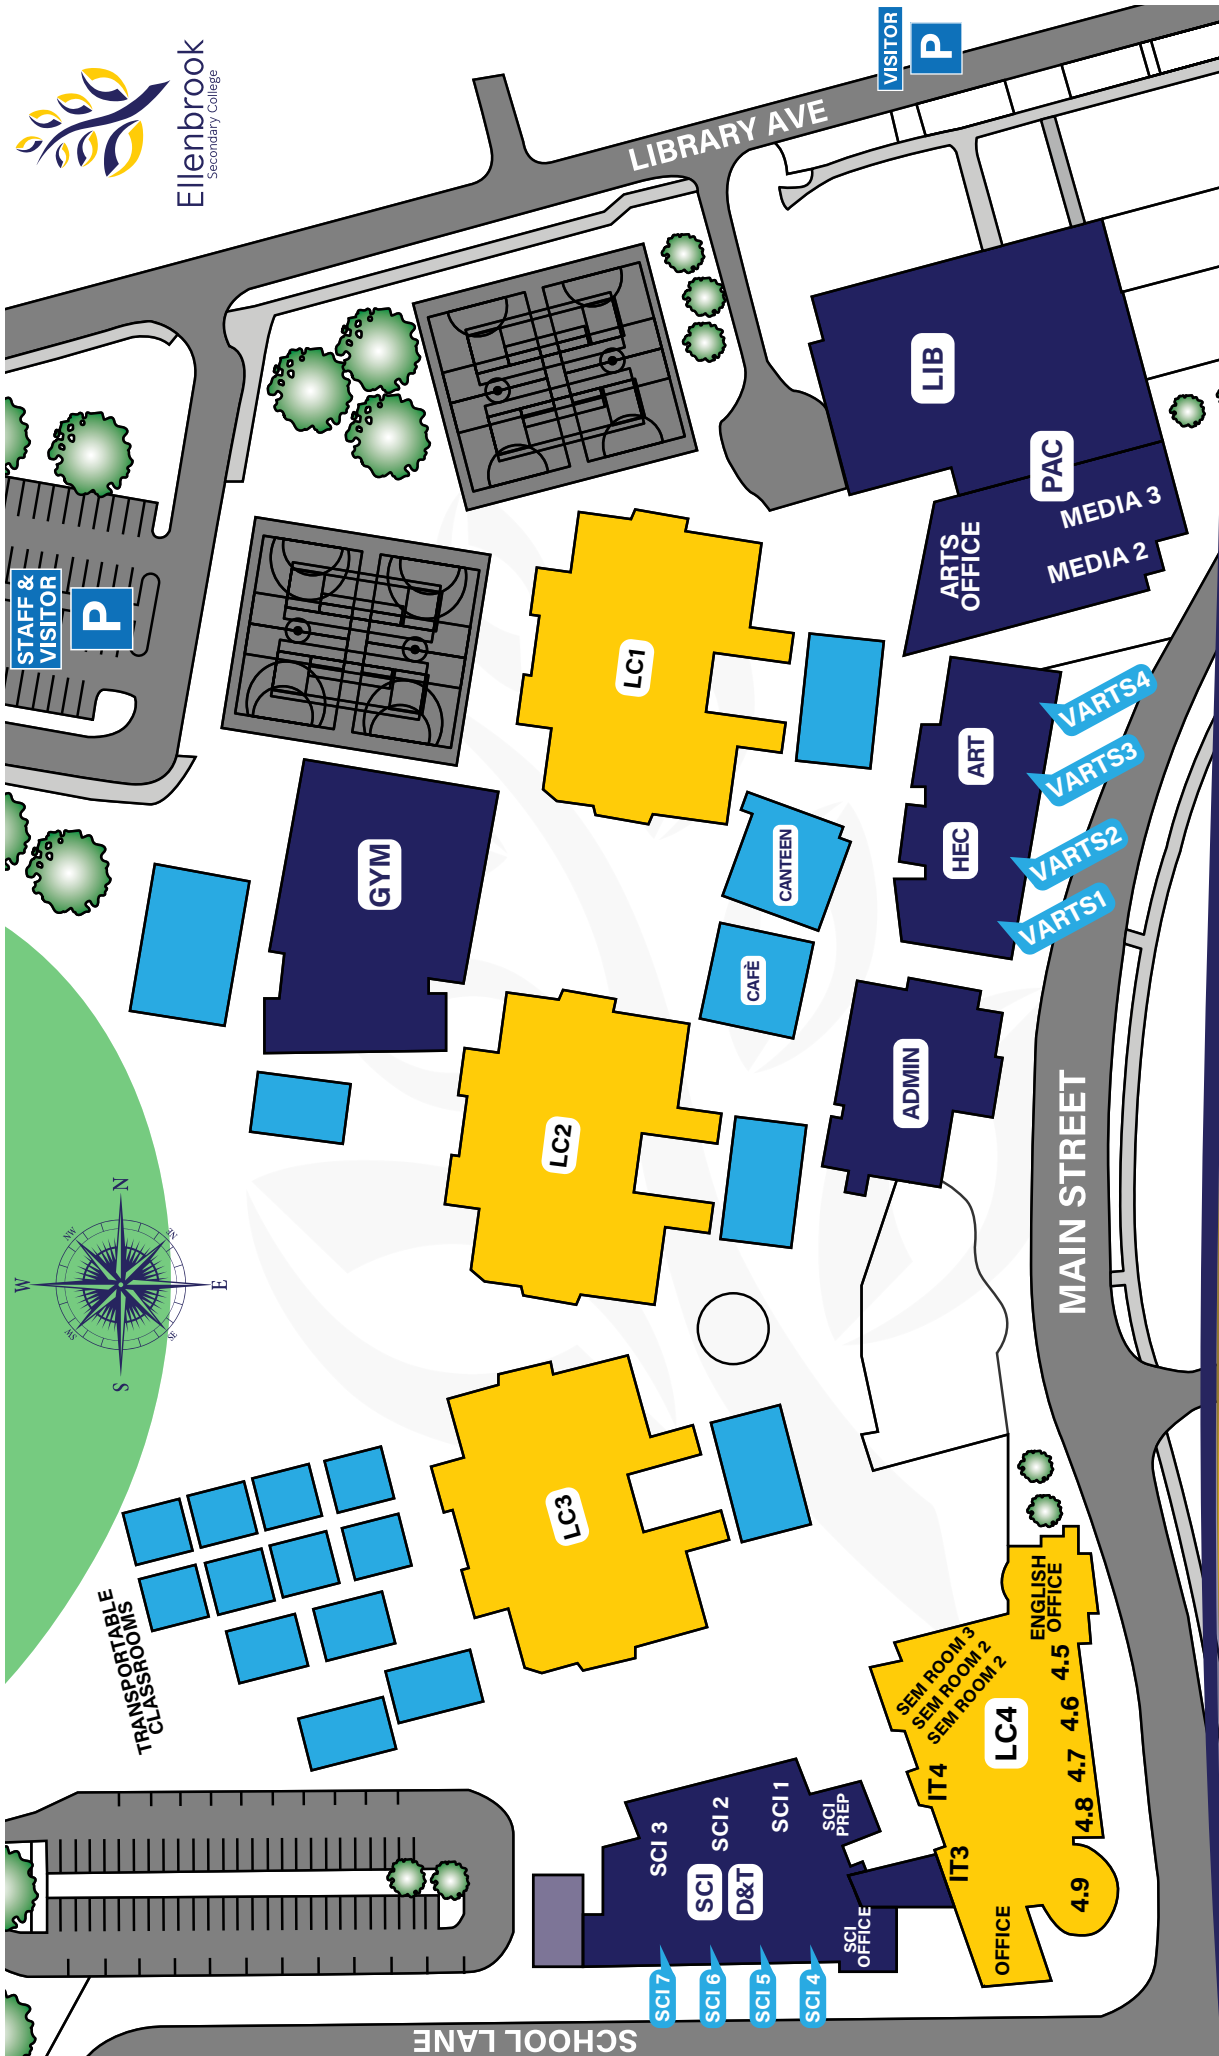 Ellenbrook
Secondary College
LIBRARY AVE
VISITOR
P
STAFF &
VISITOR
P
LIB
PAC
MEDIA 3
MEDIA 2
ARTS
OFFICE
LC1
GYM
ART
HEC
VARTS4
VARTS3
VARTS2
VARTS1
CANTEEN
CAFÈ
ADMIN
LC2
MAIN STREET
N
NE
E
SE
S
WS
W
NW
LC3
TRANSPORTABLE
CLASSROOMS
ENGLISH
OFFICE
SEM ROOM 3
SEM ROOM 2
SEM ROOM 2
LC4
4.5
4.6
4.7
4.8
4.9
IT4
IT3
OFFICE
SCI 3
SCI 2
SCI 1
SCI
PREP
SCI
D&T
SCI
OFFICE
SCI 7
SCI 6
SCI 5
SCI 4
SCHOOL LANE